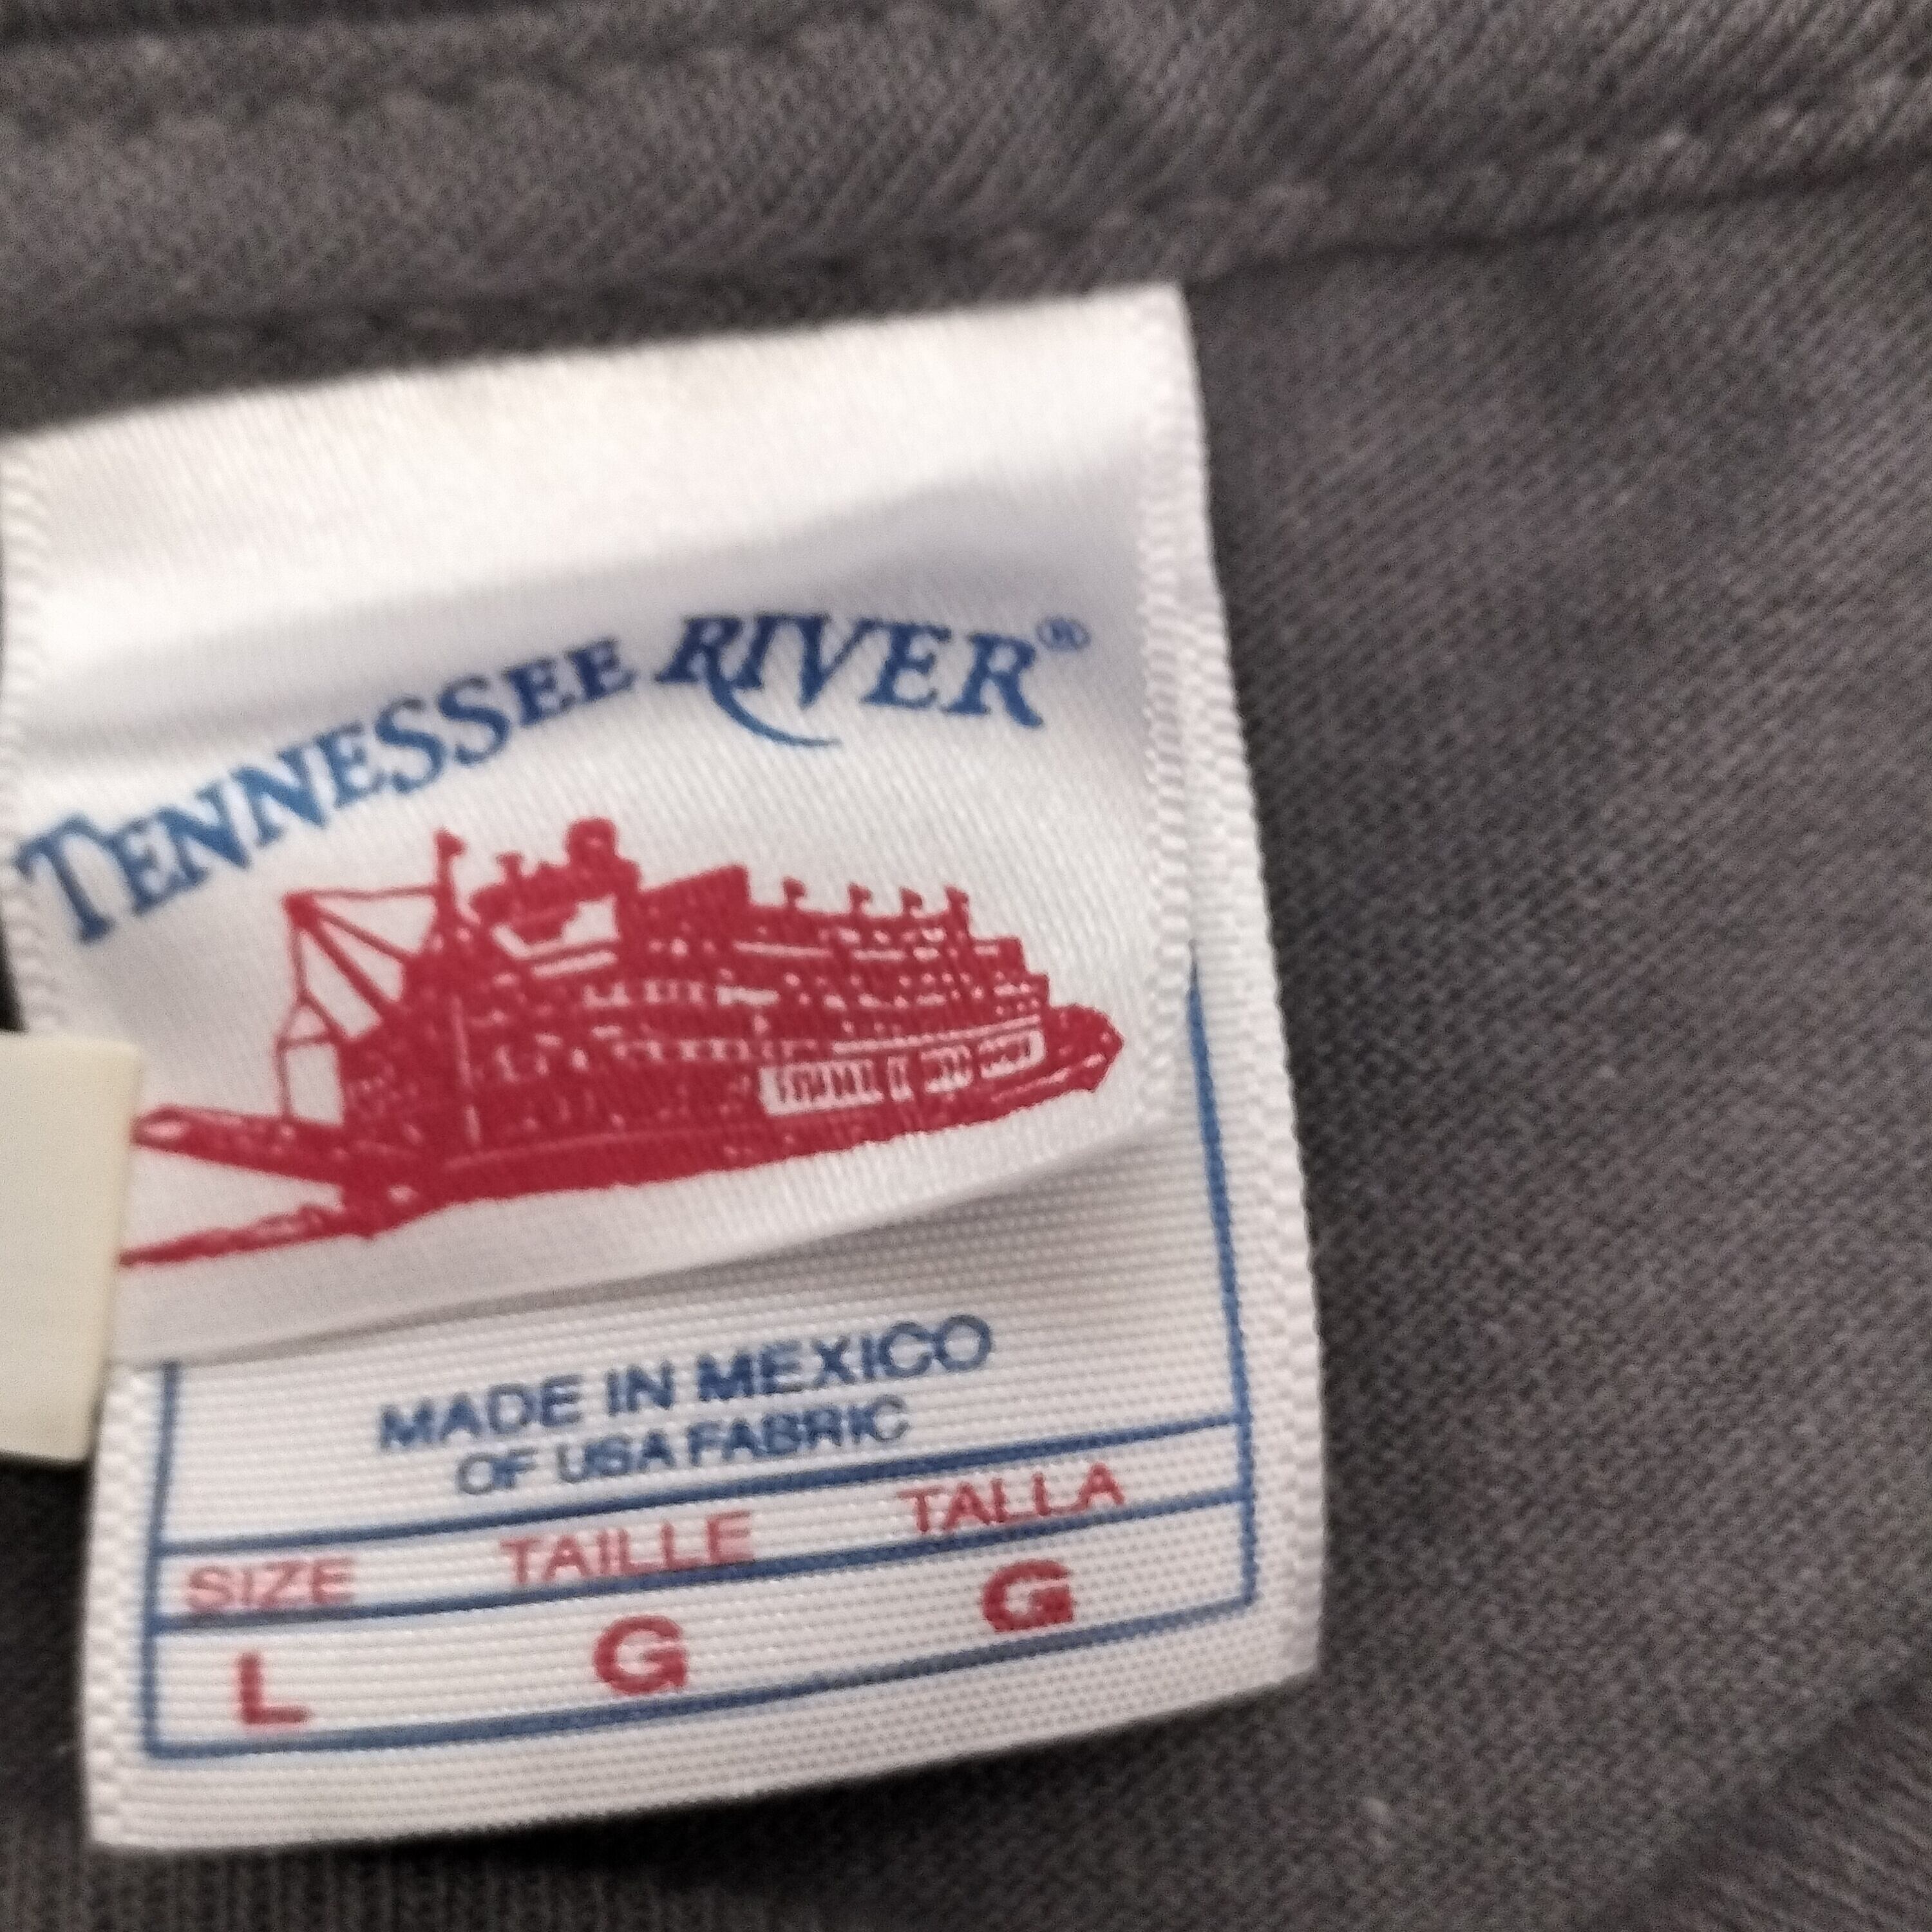 TENNESSEE RIVER®
MADE IN MEXICO
OF USA FABRIC
SIZE TAILLE TALLA
L G G